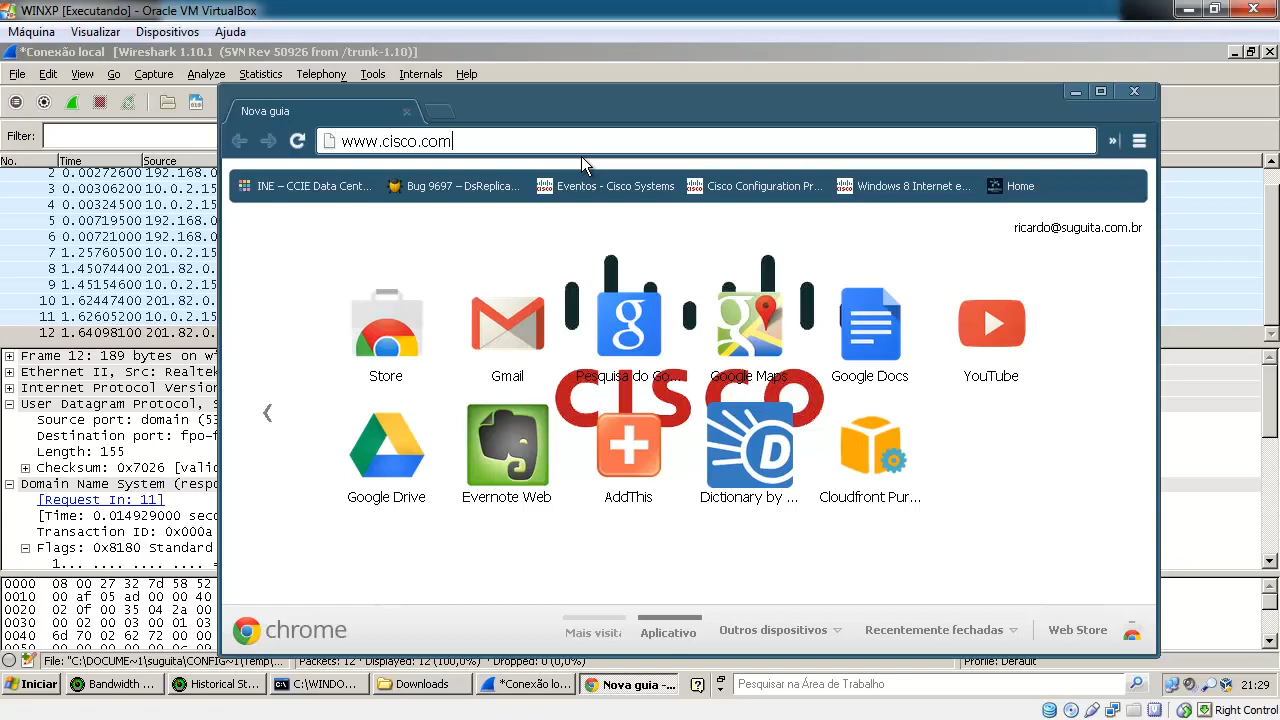 WINXP [Executando] - Oracle VM VirtualBox
Máquina Visualizar Dispositivos Ajuda
*Conexão local [Wireshark 1.10.1 (SVN Rev 50926 from /trunk-1.10)]
File Edit View Go Capture Analyze Statistics Telephony Tools Internals Help
Nova guia
Filter:
www.cisco.com
No. Time Source
INE – CCIE Data Cent... Bug 9697 – DsReplica... Eventos - Cisco Systems Cisco Configuration Pr... Windows 8 Internet e... Home
ricardo@suguita.com.br
2 0.00272600 192.168.0
3 0.00306200 10.0.2.15
4 0.00324500 10.0.2.15
5 0.00719500 192.168.0
6 0.00721000 192.168.0
7 1.25760500 10.0.2.15
8 1.45074400 201.82.0.
9 1.45154600 10.0.2.15
10 1.62447000 201.82.0.
11 1.62605200 10.0.2.15
12 1.64098100 201.82.0.
Store Gmail Pesquisa do Go... Google Maps Google Docs YouTube
CISCO
Google Drive Evernote Web AddThis Dictionary by ... Cloudfront Pur...
Frame 12: 189 bytes on w
Ethernet II, Src: Realtek
Internet Protocol Version
User Datagram Protocol, S
Source port: domain (53
Destination port: fpo-f
Length: 155
Checksum: 0x7026 [valid
Domain Name System (respo
[Request In: 11]
[Time: 0.014929000 seco
Transaction ID: 0x000a
Flags: 0x8180 Standard
1... .... .... .... =
0000 08 00 27 32 7d 58 52
0010 00 af 05 ad 00 00 40
0020 02 0f 00 35 04 2a 00
0030 00 02 00 03 00 01 03
0040 6d 70 02 62 72 00 00
chrome
Mais visita Aplicativo Outros dispositivos Recentemente fechadas Web Store
File: "C:\DOCUME~1\suguita\CONFIG~1\Temp\... Packets: 12 · Displayed: 12 (100,0%) · Dropped: 0 (0,0%) Profile: Default
Iniciar Bandwidth ... Historical St... C:\WINDO... Downloads *Conexão lo... Nova guia -... Pesquisar na Área de Trabalho 21:29
Right Control